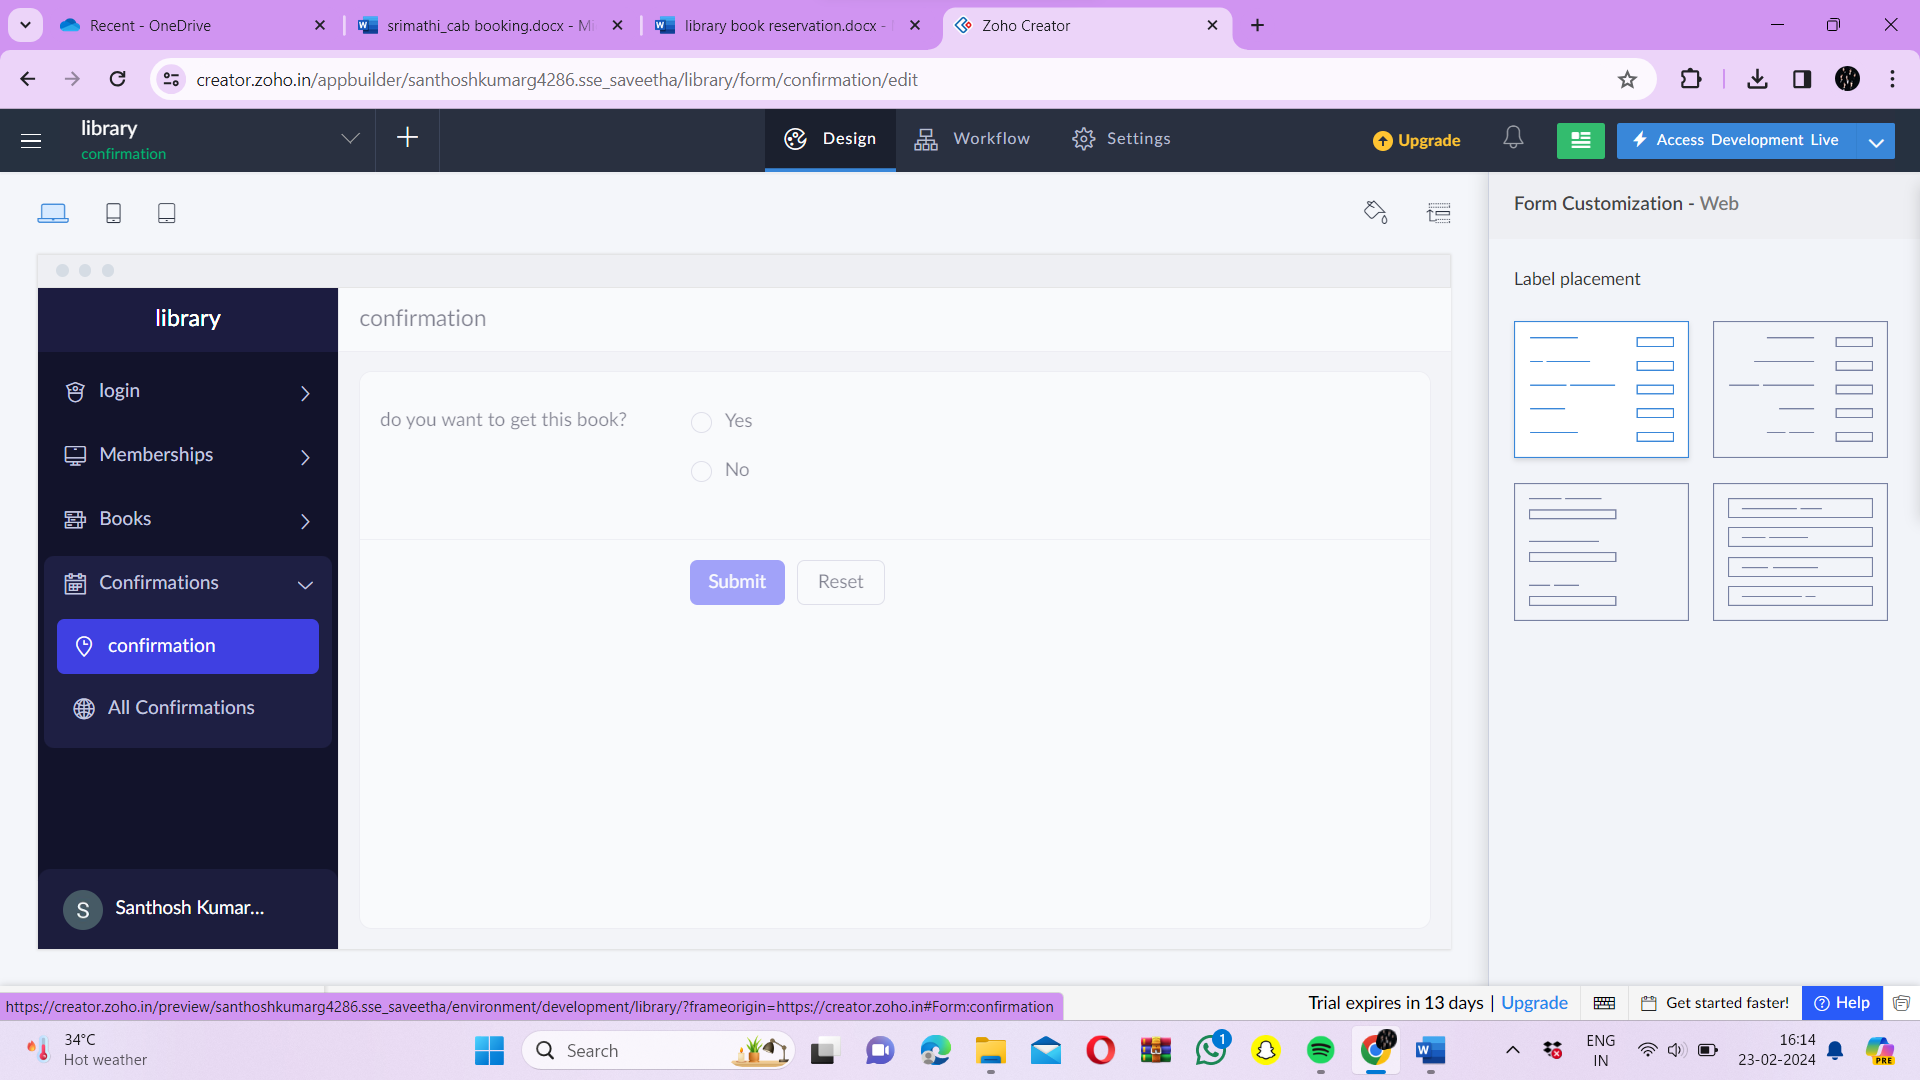 Recent - OneDrive
srimathi_cab booking.docx - Mi
library book reservation.docx -
Zoho Creator
creator.zoho.in/appbuilder/santhoshkumarg4286.sse_saveetha/library/form/confirmation/edit
library
confirmation
Design
Workflow
Settings
Upgrade
Access Development Live
Form Customization - Web
Label placement
library
confirmation
login
Memberships
Books
Confirmations
confirmation
All Confirmations
do you want to get this book?
Yes
No
Submit
Reset
S
Santhosh Kumar...
https://creator.zoho.in/preview/santhoshkumarg4286.sse_saveetha/environment/development/library/?frameorigin=https://creator.zoho.in#Form:confirmation
Trial expires in 13 days | Upgrade
Get started faster!
Help
34°C
Hot weather
Search
1
ENG
IN
16:14
23-02-2024
PRE